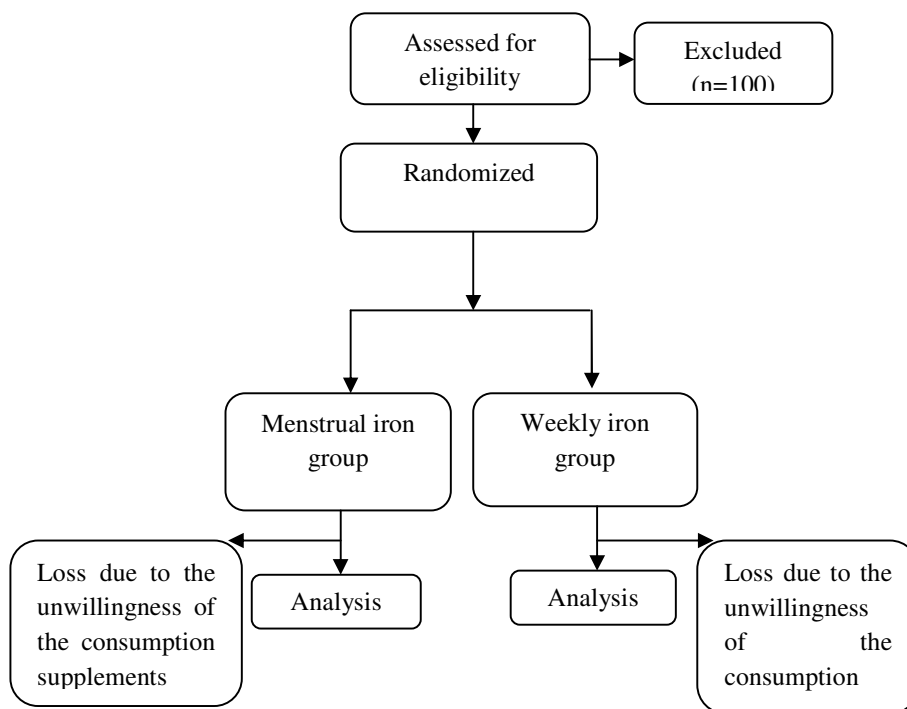 Assessed for
eligibility
Excluded
(n=100)
Randomized
Menstrual iron
group
Weekly iron
group
Loss due to the
unwillingness of
the consumption
supplements
Analysis
Analysis
Loss due to the
unwillingness
of the
consumption